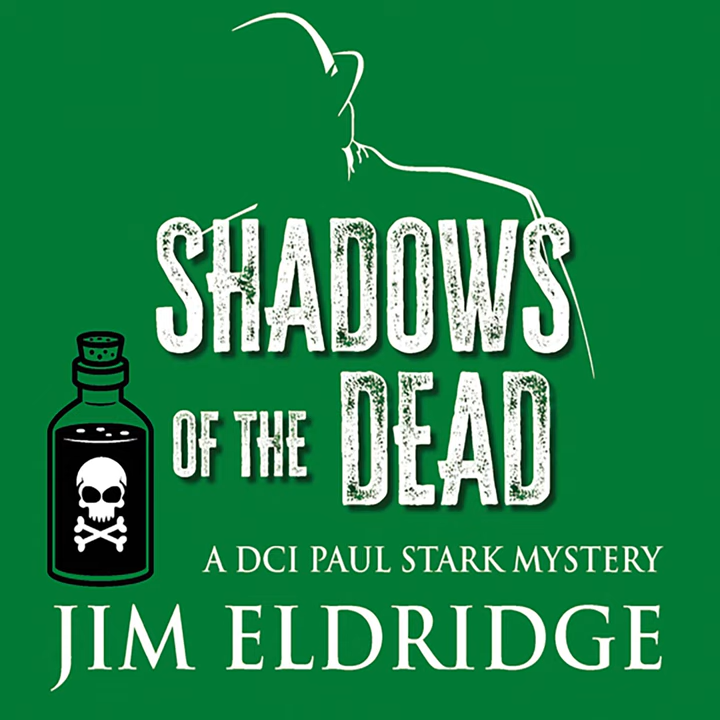 SHADOWS
OF THE DEAD
A DCI PAUL STARK MYSTERY
JIM ELDRIDGE